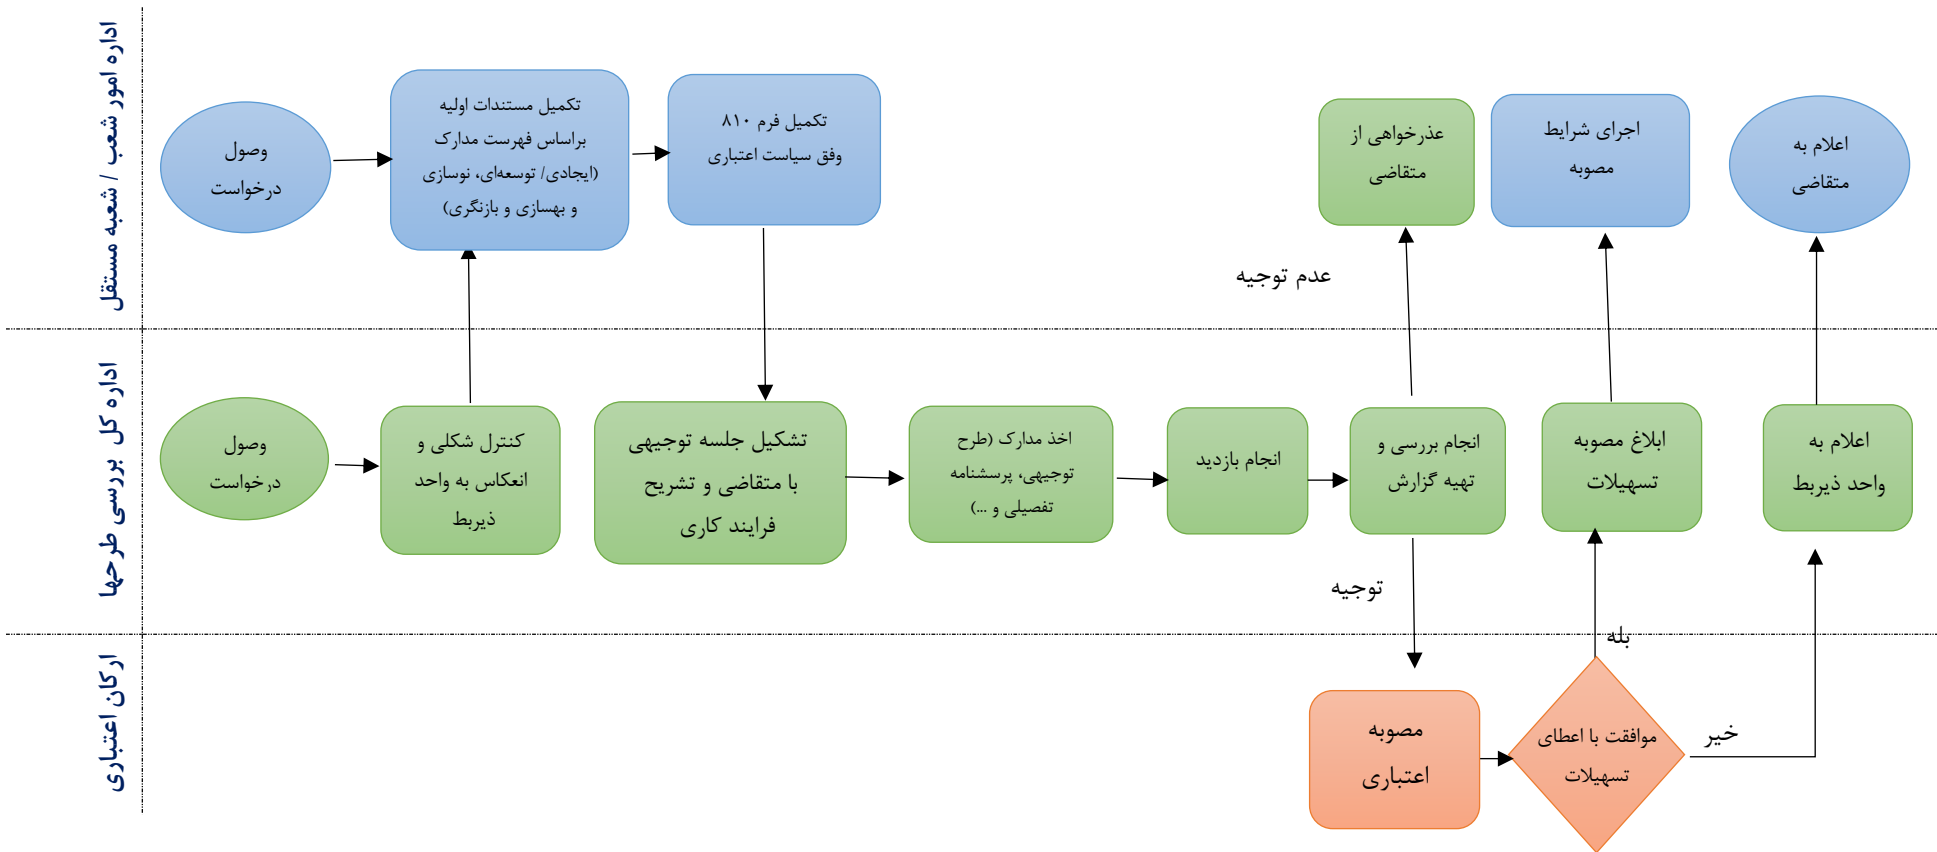 اداره امور شعب / شعبه مستقل
وصول
درخواست
تکمیل مستندات اولیه
براساس فهرست مدارک
(ایجادی/ توسعه‌ای، نوسازی
و بهسازی و بازنگری)
تکمیل فرم ۸۱۰
وفق سیاست اعتباری
عذرخواهی از
متقاضی
اجرای شرایط
مصوبه
اعلام به
متقاضی
عدم توجیه
اداره کل بررسی طرحها
وصول
درخواست
کنترل شکلی و
انعکاس به واحد
ذیربط
تشکیل جلسه توجیهی
با متقاضی و تشریح
فرایند کاری
اخذ مدارک (طرح
توجیهی، پرسشنامه
تفصیلی و ...)
انجام بازدید
انجام بررسی و
تهیه گزارش
ابلاغ مصوبه
تسهیلات
اعلام به
واحد ذیربط
توجیه
بله
ارکان اعتباری
مصوبه
اعتباری
موافقت با اعطای
تسهیلات
خیر